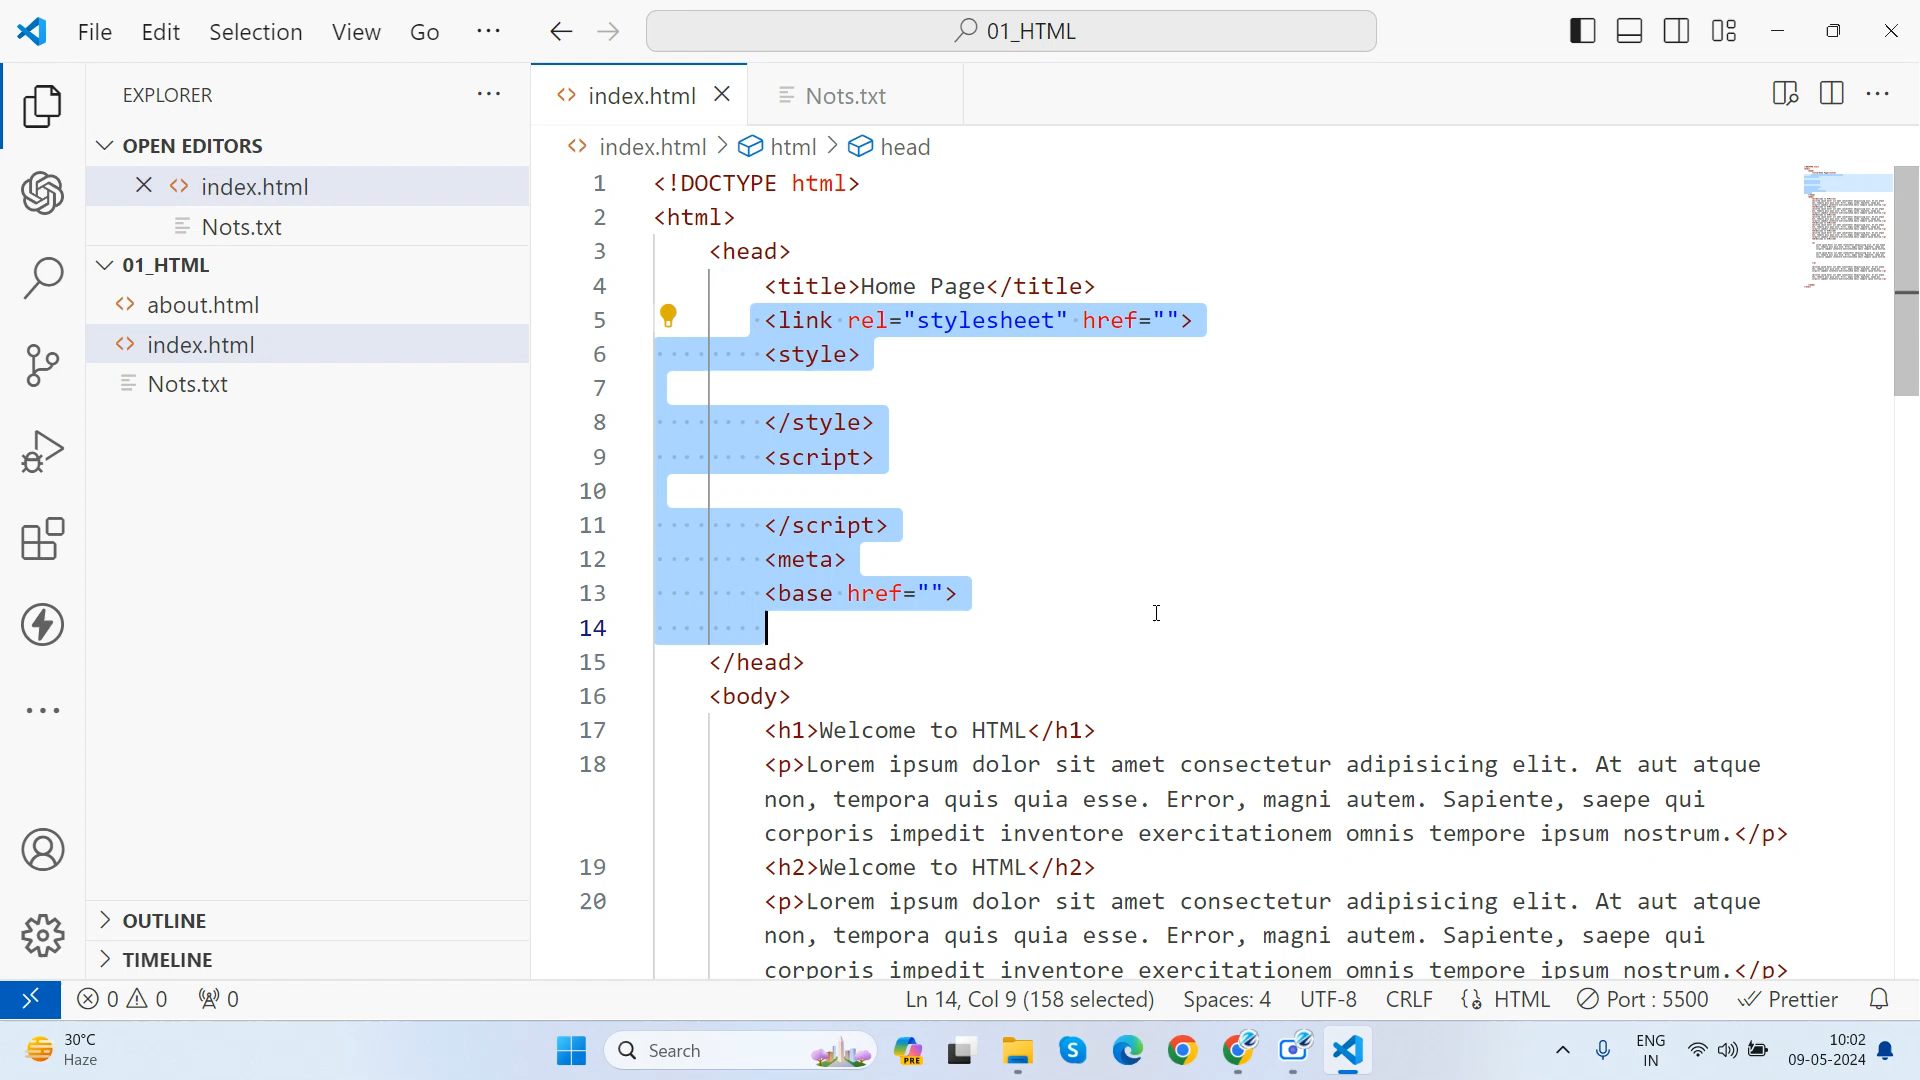 File Edit Selection View Go ··· 01_HTML
EXPLORER ···
OPEN EDITORS
index.html
Nots.txt
01_HTML
about.html
index.html
Nots.txt
OUTLINE
TIMELINE
index.html Nots.txt
index.html > html > head
1 <!DOCTYPE html>
2 <html>
3 <head>
4 <title>Home Page</title>
5 <link rel="stylesheet" href="">
6 <style>
7
8 </style>
9 <script>
10
11 </script>
12 <meta>
13 <base href="">
14
15 </head>
16 <body>
17 <h1>Welcome to HTML</h1>
18 <p>Lorem ipsum dolor sit amet consectetur adipisicing elit. At aut atque
non, tempora quis quia esse. Error, magni autem. Sapiente, saepe qui
corporis impedit inventore exercitationem omnis tempore ipsum nostrum.</p>
19 <h2>Welcome to HTML</h2>
20 <p>Lorem ipsum dolor sit amet consectetur adipisicing elit. At aut atque
non, tempora quis quia esse. Error, magni autem. Sapiente, saepe qui
corporis impedit inventore exercitationem omnis tempore ipsum nostrum.</p>
0 0 0 Ln 14, Col 9 (158 selected) Spaces: 4 UTF-8 CRLF HTML Port : 5500 Prettier
30°C
Haze
Search
PRE
ENG
IN
10:02
09-05-2024